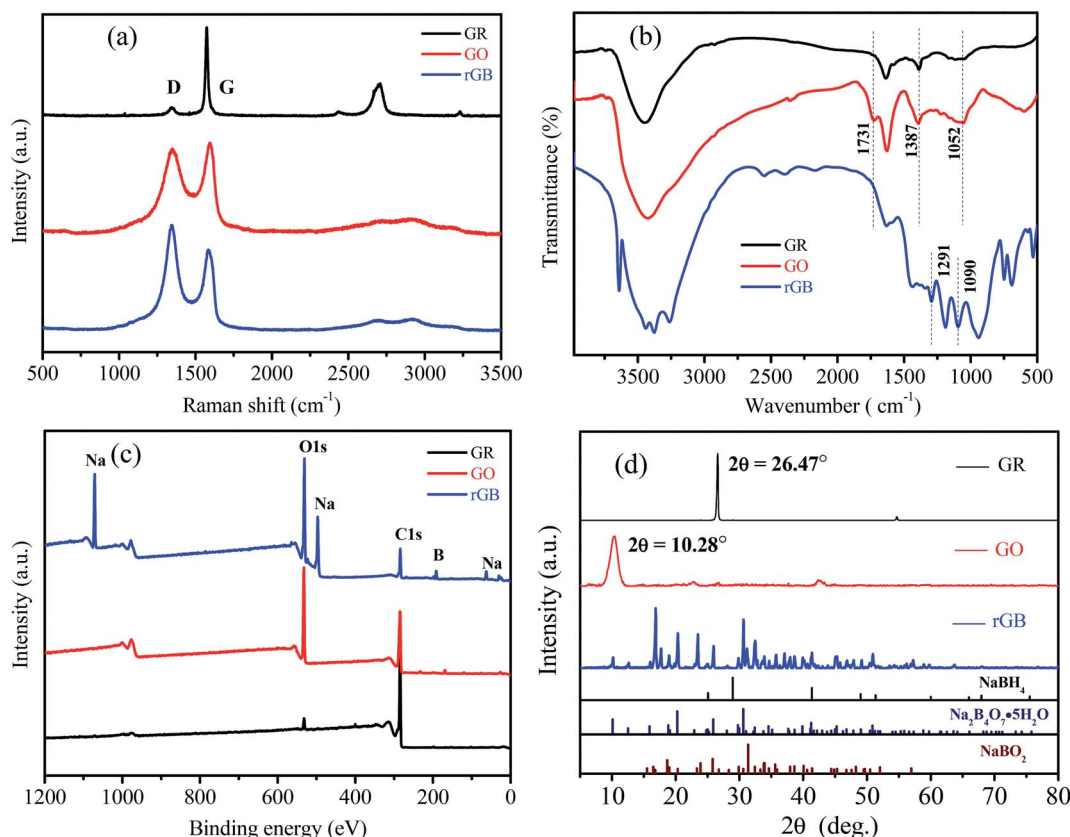 (a)
GR
GO
rGB
D
G
Intensity (a.u.)
500 1000 1500 2000 2500 3000 3500
Raman shift (cm-1)
(b)
1731
1387
1052
1291
1090
GR
GO
rGB
Transmittance (%)
3500 3000 2500 2000 1500 1000 500
Wavenumber ( cm-1)
(c)
Na
O1s
Na
C1s
B
Na
GR
GO
rGB
Intensity (a.u.)
1200 1000 800 600 400 200 0
Binding energy (eV)
(d)
2θ = 26.47°
GR
2θ = 10.28°
GO
rGB
NaBH4
Na2B4O7•5H2O
NaBO2
Intensity (a.u.)
10 20 30 40 50 60 70 80
2θ (deg.)